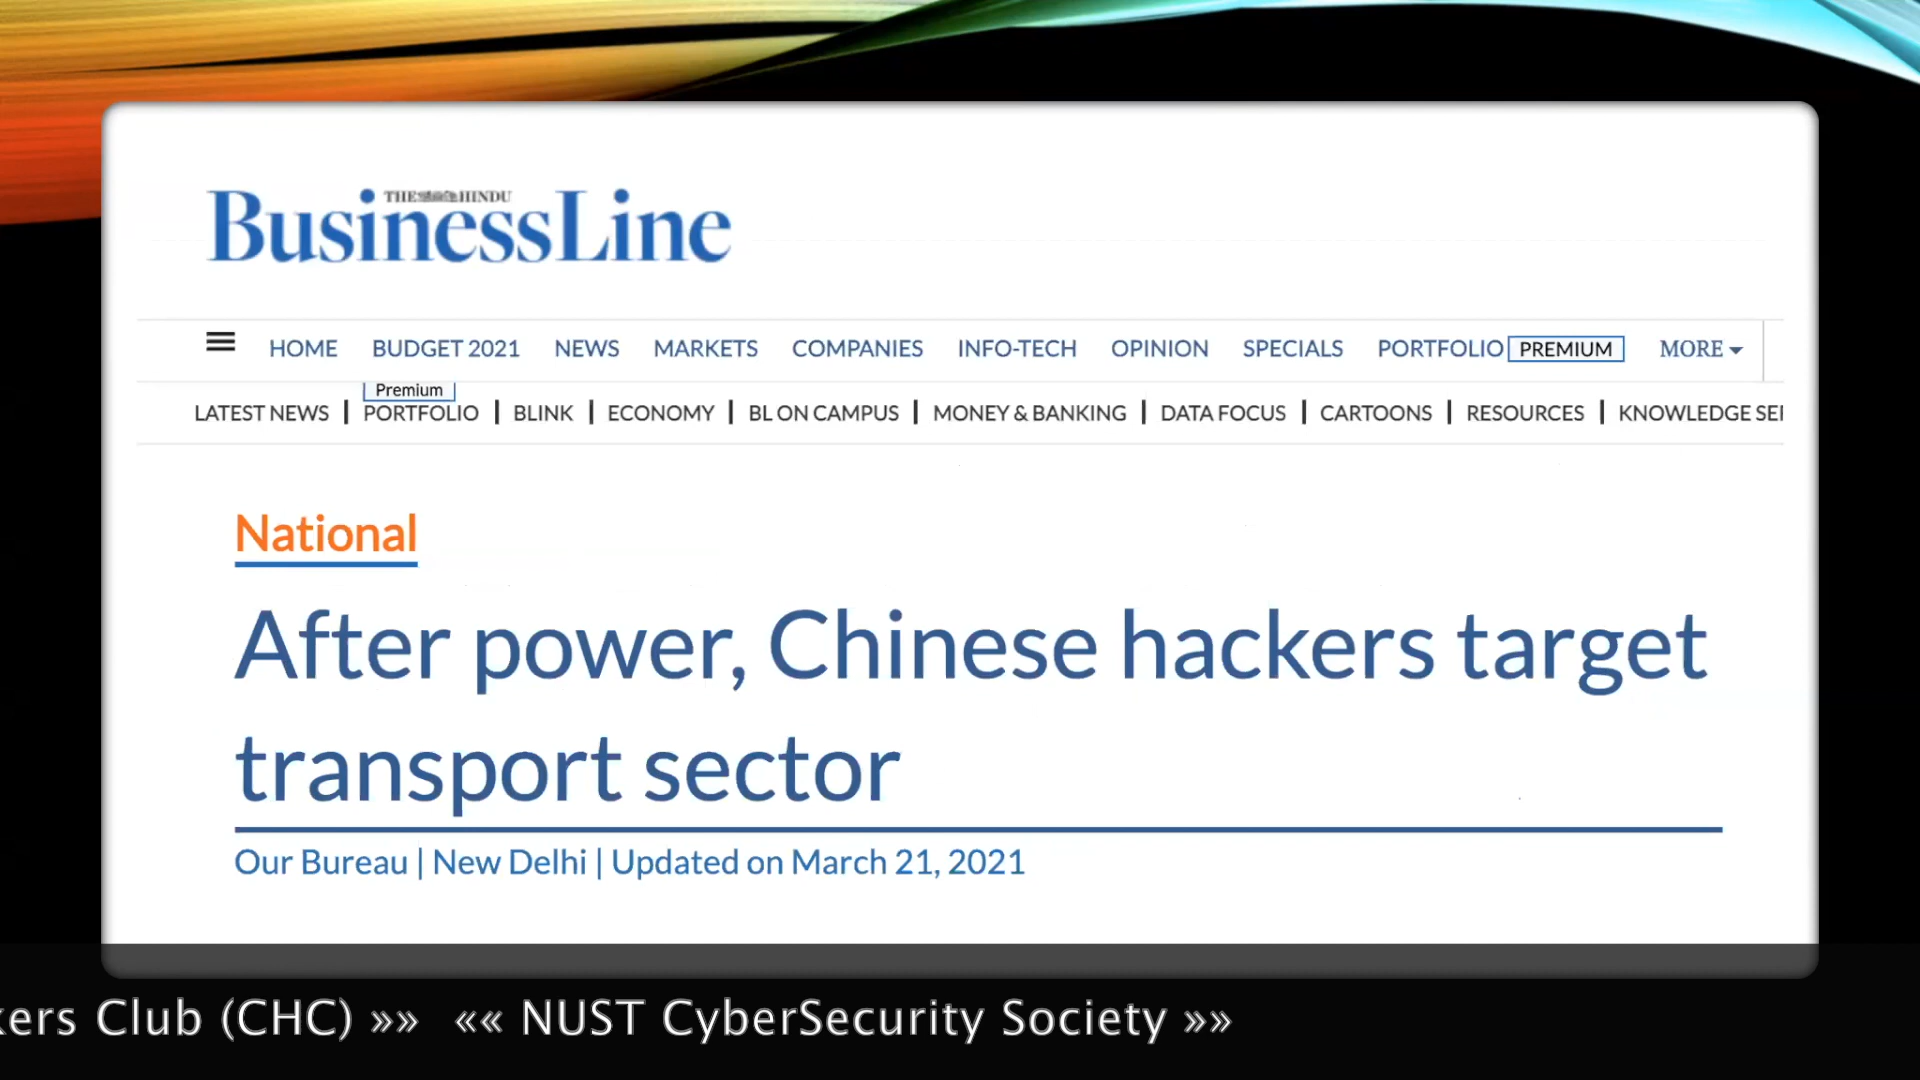 THE HINDU
BusinessLine
HOME BUDGET 2021 NEWS MARKETS COMPANIES INFO-TECH OPINION SPECIALS PORTFOLIO PREMIUM MORE
Premium
LATEST NEWS | PORTFOLIO | BLINK | ECONOMY | BL ON CAMPUS | MONEY & BANKING | DATA FOCUS | CARTOONS | RESOURCES | KNOWLEDGE SER
National
After power, Chinese hackers target
transport sector
Our Bureau | New Delhi | Updated on March 21, 2021
kers Club (CHC) »» «« NUST CyberSecurity Society »»